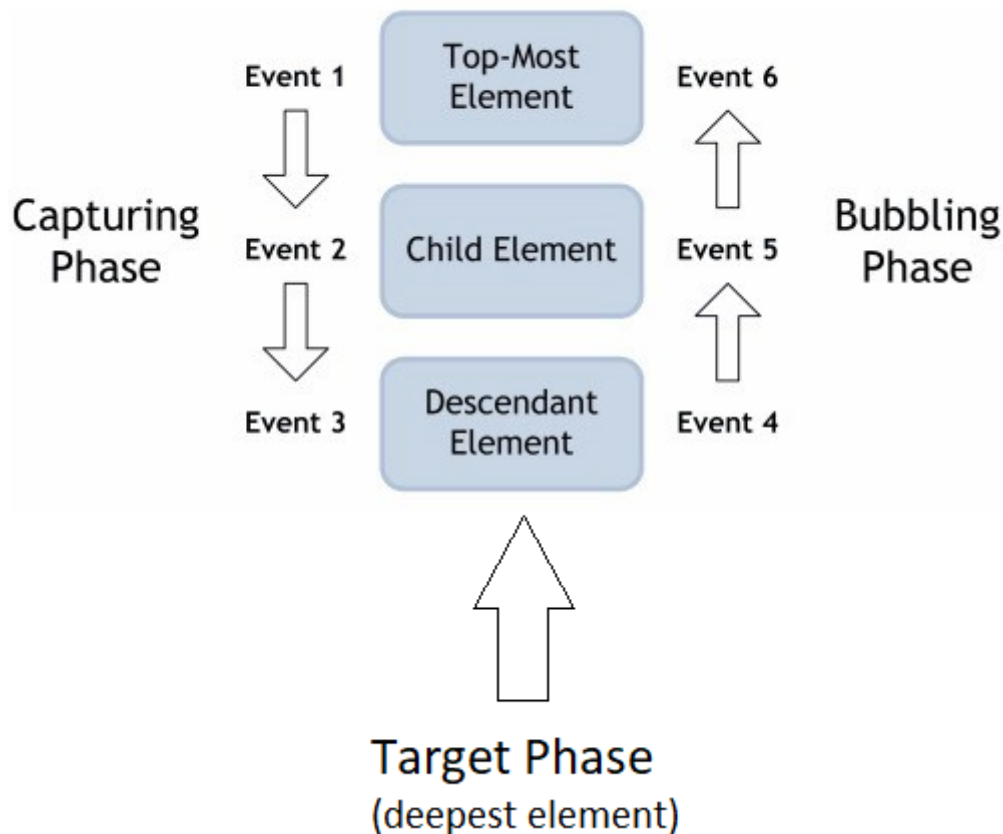 Event 1
Top-Most
Element
Event 6
Capturing
Phase
Event 2
Child Element
Event 5
Bubbling
Phase
Event 3
Descendant
Element
Event 4
Target Phase
(deepest element)